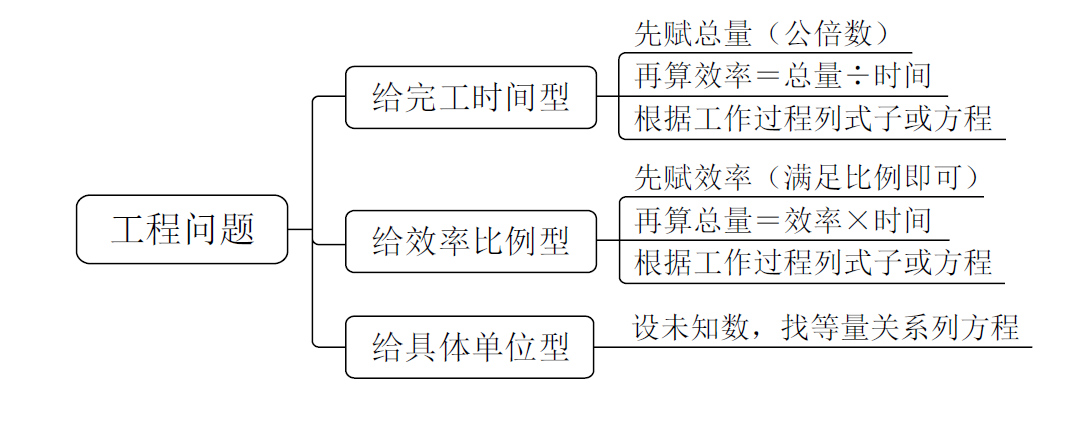 工程问题
给完工时间型
先赋总量（公倍数）
再算效率＝总量÷时间
根据工作过程列式子或方程
给效率比例型
先赋效率（满足比例即可）
再算总量＝效率×时间
根据工作过程列式子或方程
给具体单位型
设未知数，找等量关系列方程